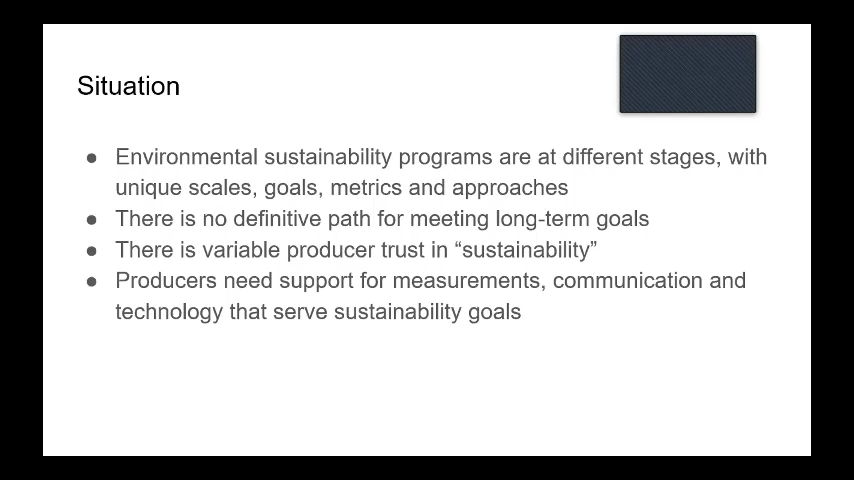 Situation
● Environmental sustainability programs are at different stages, with
unique scales, goals, metrics and approaches
● There is no definitive path for meeting long-term goals
● There is variable producer trust in “sustainability”
● Producers need support for measurements, communication and
technology that serve sustainability goals